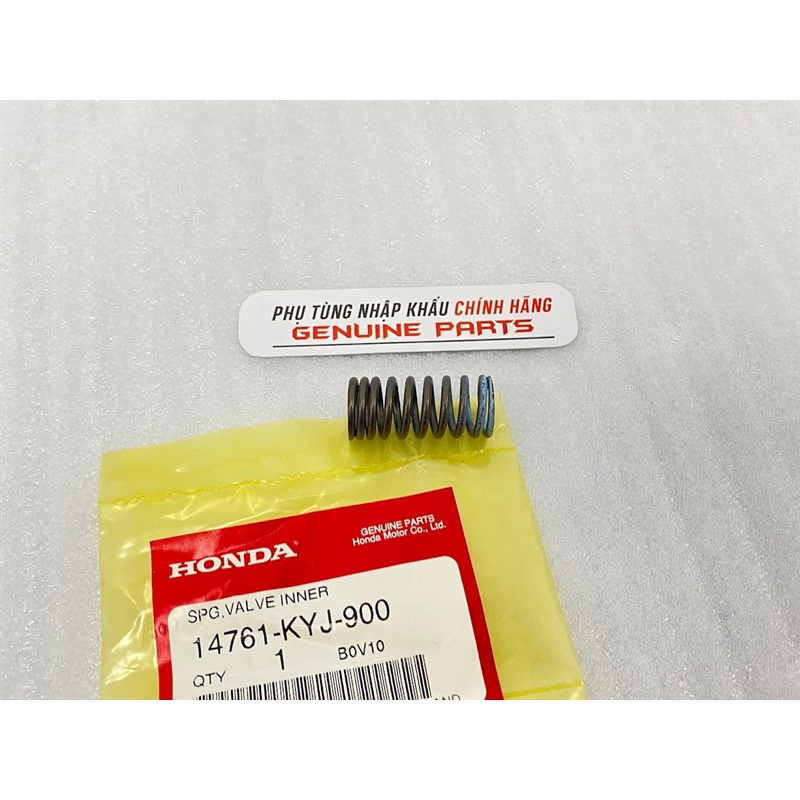 PHỤ TÙNG NHẬP KHẨU CHÍNH HÃNG
GENUINE PARTS
HONDA
GENUINE PARTS
Honda Motor Co., Ltd.
SPG,VALVE INNER
14761-KYJ-900
QTY 1 B0V10